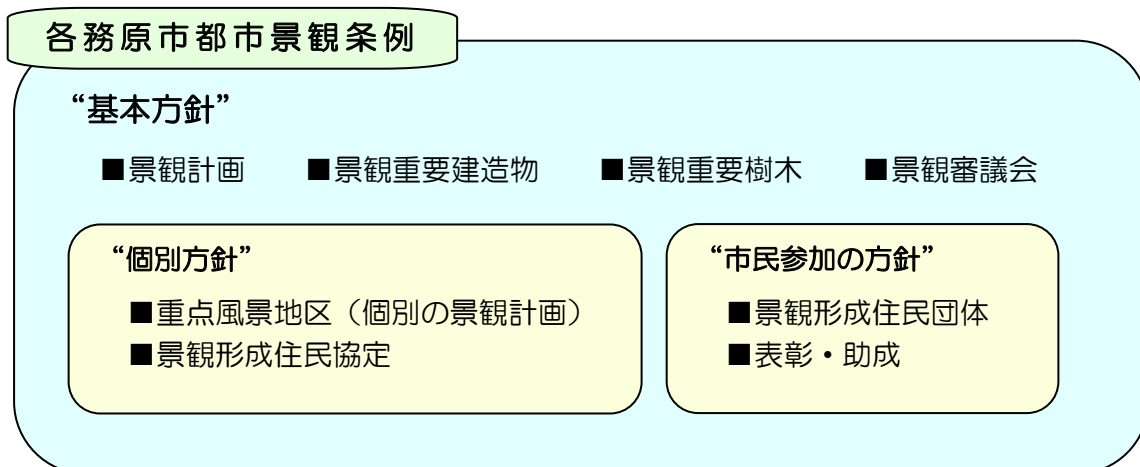 各務原市都市景観条例
“基本方針”
■景観計画 ■景観重要建造物 ■景観重要樹木 ■景観審議会
“個別方針”
■重点風景地区（個別の景観計画）
■景観形成住民協定
“市民参加の方針”
■景観形成住民団体
■表彰・助成